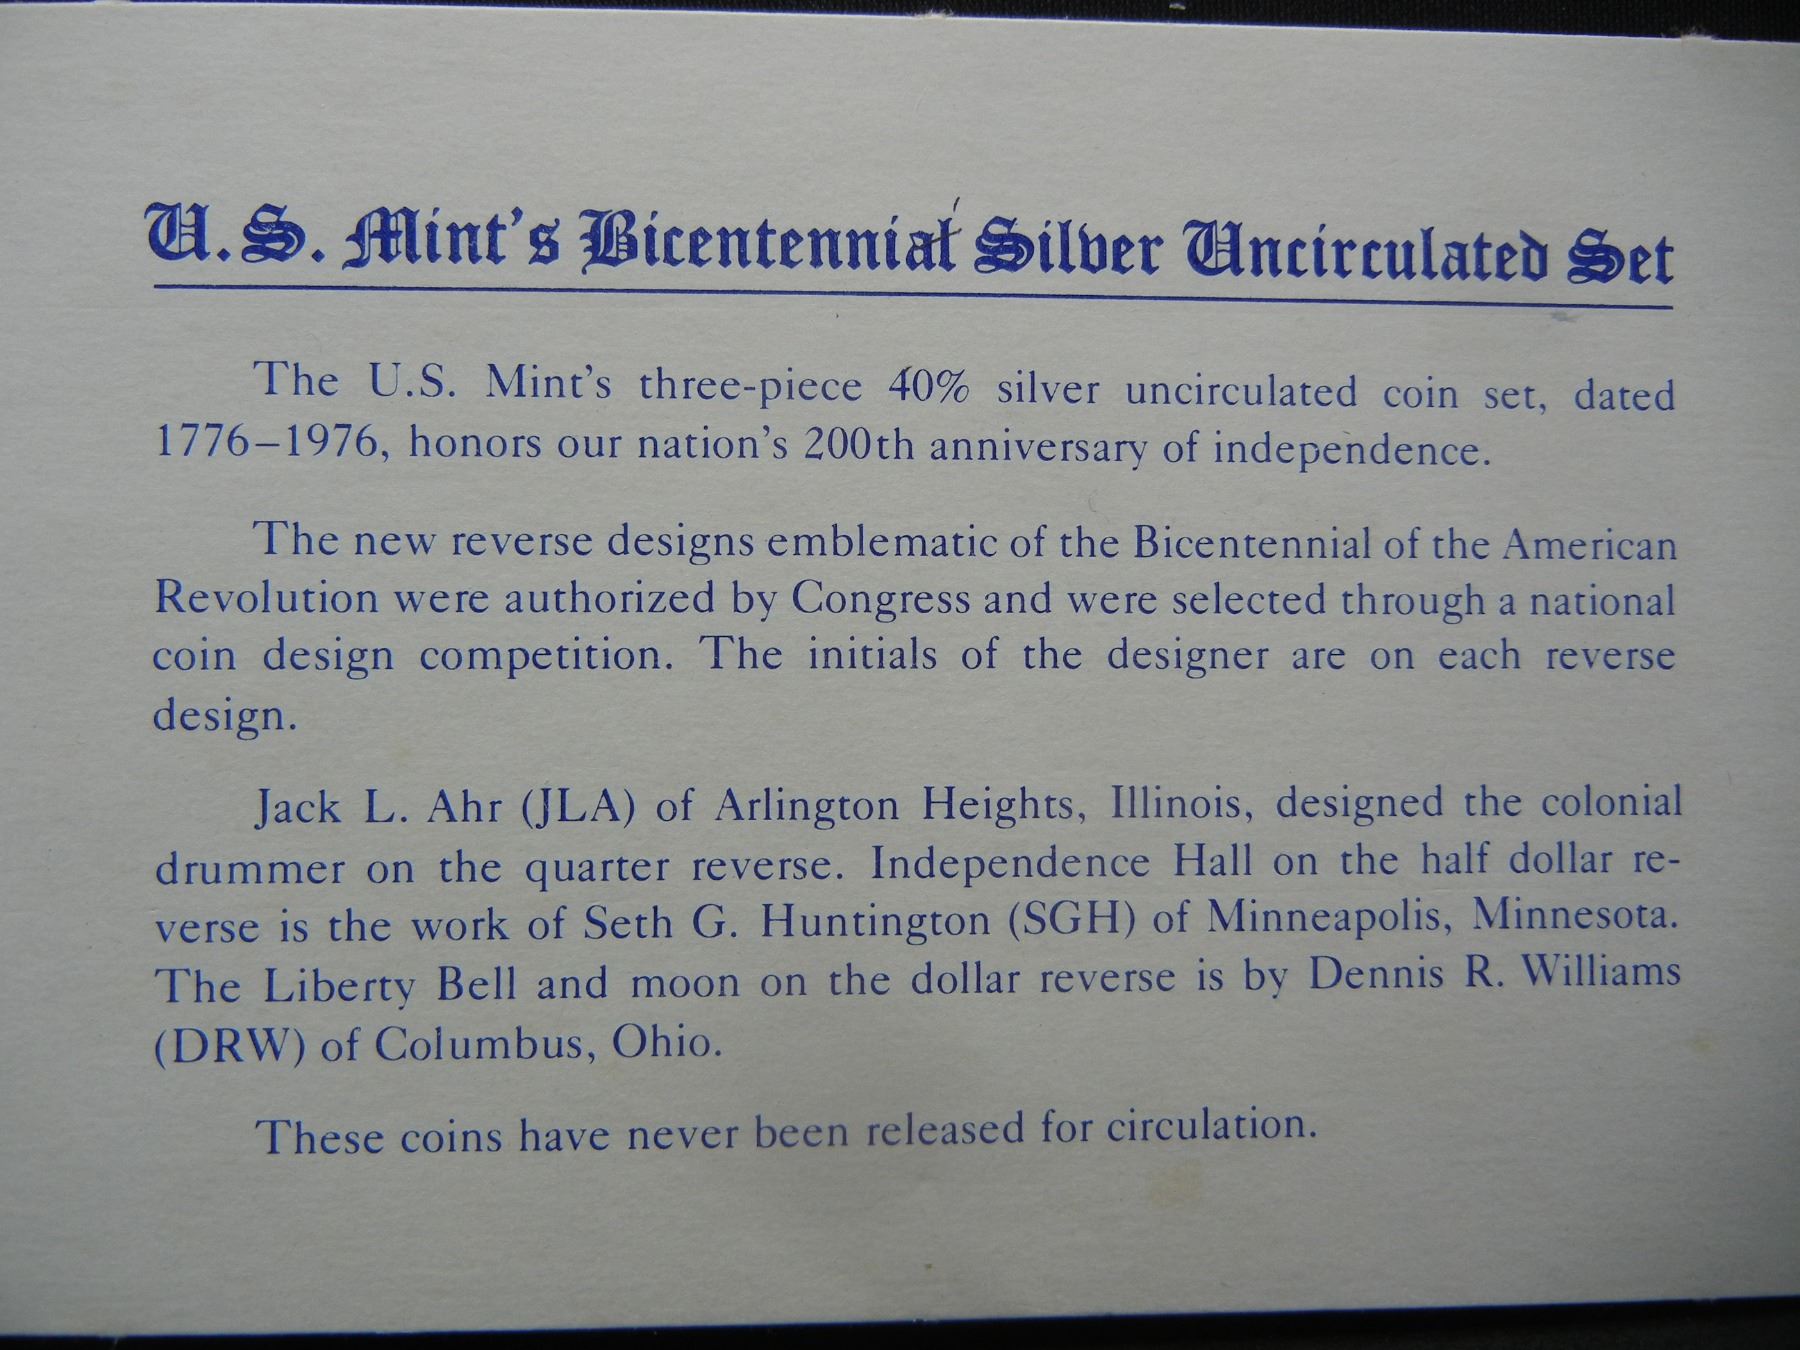 U.S. Mint's Bicentennial Silver Uncirculated Set
The U.S. Mint's three-piece 40% silver uncirculated coin set, dated
1776–1976, honors our nation's 200th anniversary of independence.
The new reverse designs emblematic of the Bicentennial of the American
Revolution were authorized by Congress and were selected through a national
coin design competition. The initials of the designer are on each reverse
design.
Jack L. Ahr (JLA) of Arlington Heights, Illinois, designed the colonial
drummer on the quarter reverse. Independence Hall on the half dollar re-
verse is the work of Seth G. Huntington (SGH) of Minneapolis, Minnesota.
The Liberty Bell and moon on the dollar reverse is by Dennis R. Williams
(DRW) of Columbus, Ohio.
These coins have never been released for circulation.